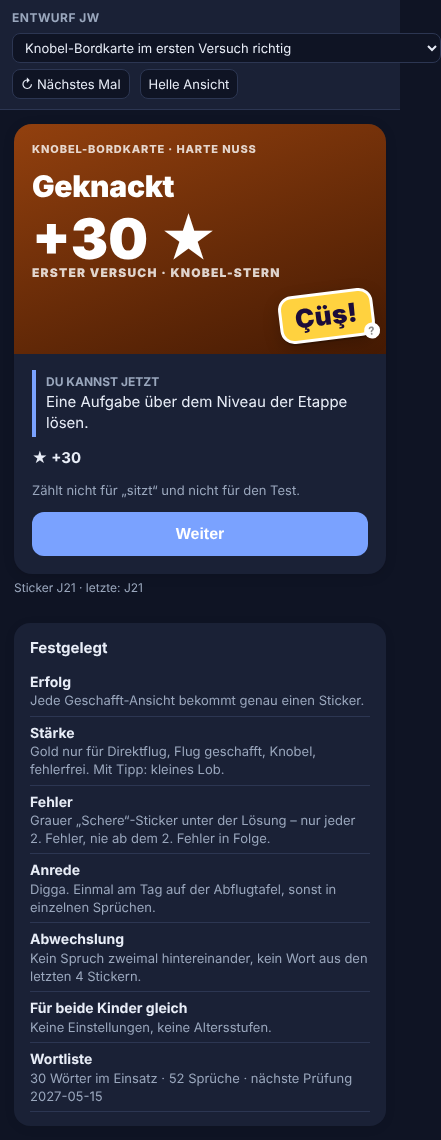 ENTWURF JW
Knobel-Bordkarte im ersten Versuch richtig
↻ Nächstes Mal
Helle Ansicht
KNOBEL-BORDKARTE · HARTE NUSS
Geknackt
+30 ★
ERSTER VERSUCH · KNOBEL-STERN
Çüş!
?
DU KANNST JETZT
Eine Aufgabe über dem Niveau der Etappe
lösen.
★ +30
Zählt nicht für „sitzt“ und nicht für den Test.
Weiter
Sticker J21 · letzte: J21
Festgelegt
Erfolg
Jede Geschafft-Ansicht bekommt genau einen Sticker.
Stärke
Gold nur für Direktflug, Flug geschafft, Knobel,
fehlerfrei. Mit Tipp: kleines Lob.
Fehler
Grauer „Schere“-Sticker unter der Lösung – nur jeder
2. Fehler, nie ab dem 2. Fehler in Folge.
Anrede
Digga. Einmal am Tag auf der Abflugtafel, sonst in
einzelnen Sprüchen.
Abwechslung
Kein Spruch zweimal hintereinander, kein Wort aus den
letzten 4 Stickern.
Für beide Kinder gleich
Keine Einstellungen, keine Altersstufen.
Wortliste
30 Wörter im Einsatz · 52 Sprüche · nächste Prüfung
2027-05-15